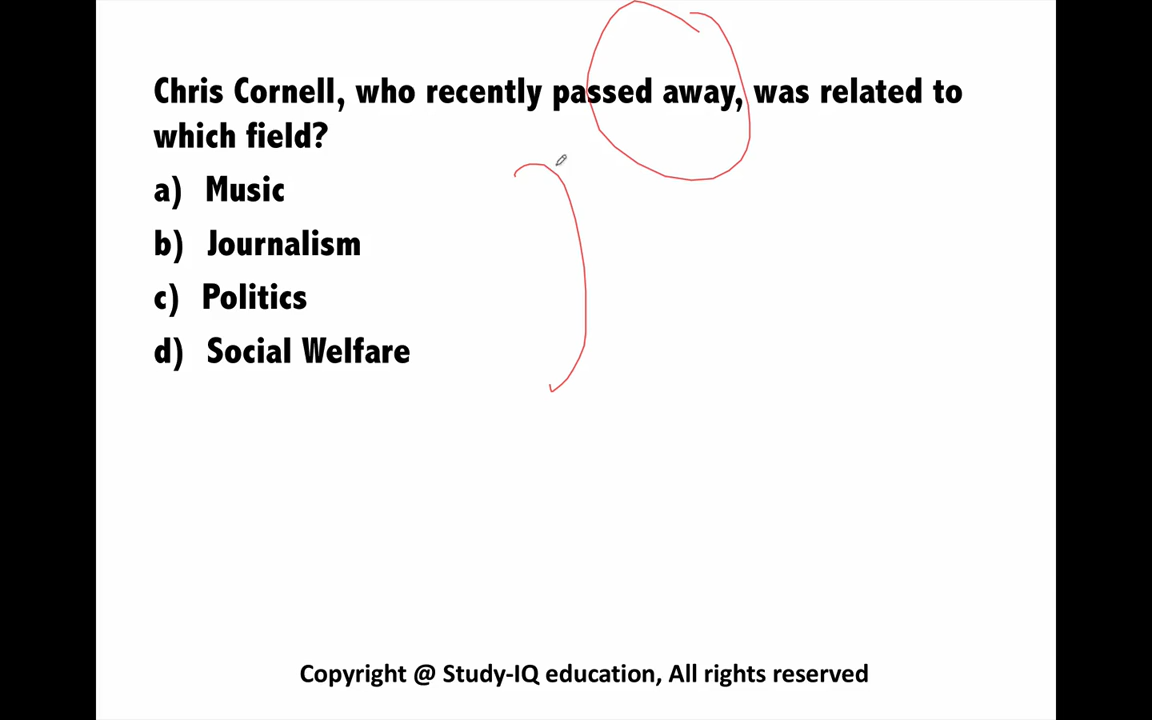 Chris Cornell, who recently passed away, was related to
which field?
a) Music
b) Journalism
c) Politics
d) Social Welfare
Copyright @ Study-IQ education, All rights reserved